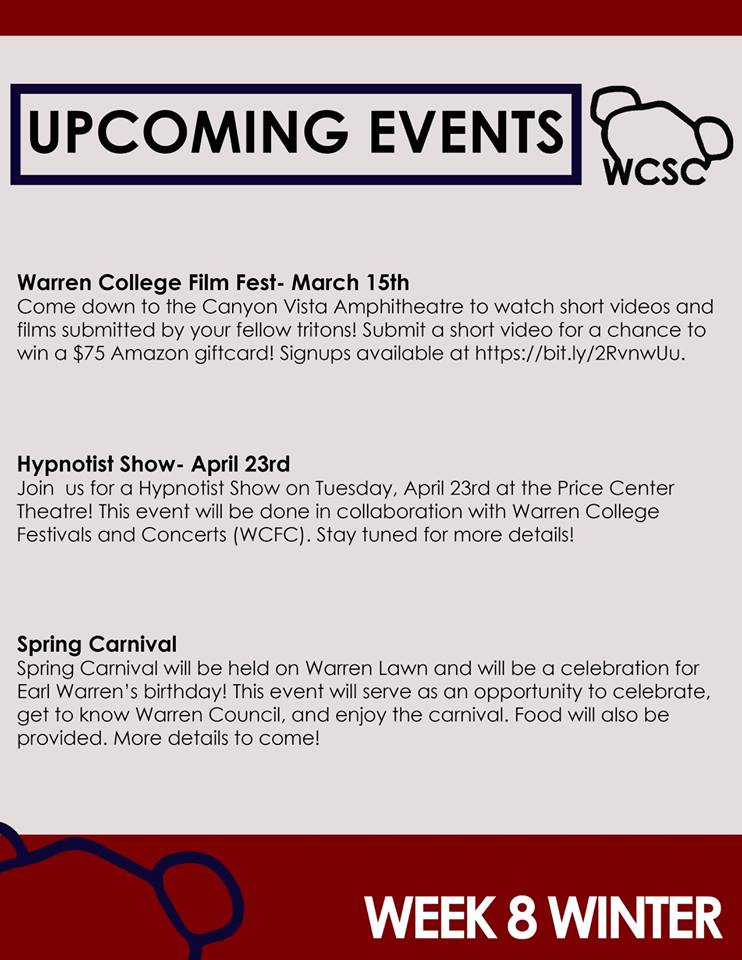 UPCOMING EVENTS
WCSC
Warren College Film Fest- March 15th
Come down to the Canyon Vista Amphitheatre to watch short videos and
films submitted by your fellow tritons! Submit a short video for a chance to
win a $75 Amazon giftcard! Signups available at https://bit.ly/2RvnwUu.
Hypnotist Show- April 23rd
Join  us for a Hypnotist Show on Tuesday, April 23rd at the Price Center
Theatre! This event will be done in collaboration with Warren College
Festivals and Concerts (WCFC). Stay tuned for more details!
Spring Carnival
Spring Carnival will be held on Warren Lawn and will be a celebration for
Earl Warren’s birthday! This event will serve as an opportunity to celebrate,
get to know Warren Council, and enjoy the carnival. Food will also be
provided. More details to come!
WEEK 8 WINTER